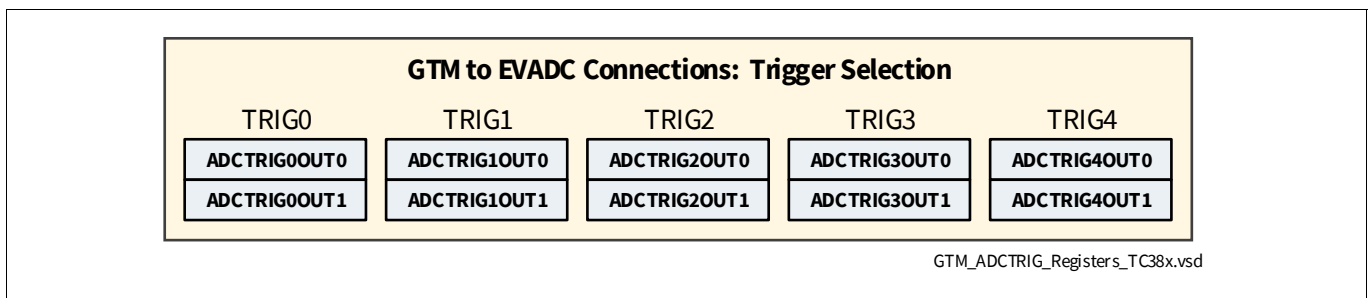 GTM to EVADC Connections: Trigger Selection
TRIG0 TRIG1 TRIG2 TRIG3 TRIG4
ADCTRIG0OUT0 ADCTRIG1OUT0 ADCTRIG2OUT0 ADCTRIG3OUT0 ADCTRIG4OUT0
ADCTRIG0OUT1 ADCTRIG1OUT1 ADCTRIG2OUT1 ADCTRIG3OUT1 ADCTRIG4OUT1
GTM_ADCTRIG_Registers_TC38x.vsd